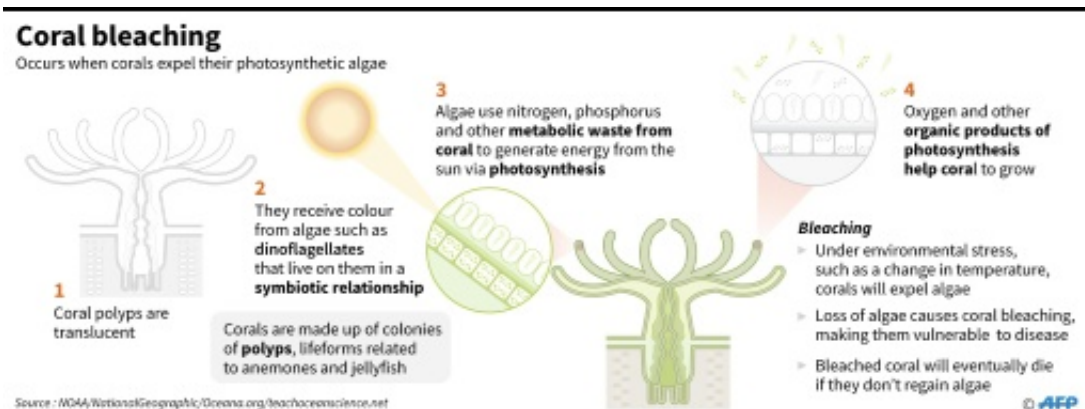 Coral bleaching
Occurs when corals expel their photosynthetic algae
1
Coral polyps are
translucent
2
They receive colour
from algae such as
dinoflagellates
that live on them in a
symbiotic relationship
Corals are made up of colonies
of polyps, lifeforms related
to anemones and jellyfish
3
Algae use nitrogen, phosphorus
and other metabolic waste from
coral to generate energy from the
sun via photosynthesis
4
Oxygen and other
organic products of
photosynthesis
help coral to grow
Bleaching
Under environmental stress,
such as a change in temperature,
corals will expel algae
Loss of algae causes coral bleaching,
making them vulnerable to disease
Bleached coral will eventually die
if they don't regain algae
Source : NOAA/NationalGeographic/Oceana.org/teachoceanscience.net
© AFP